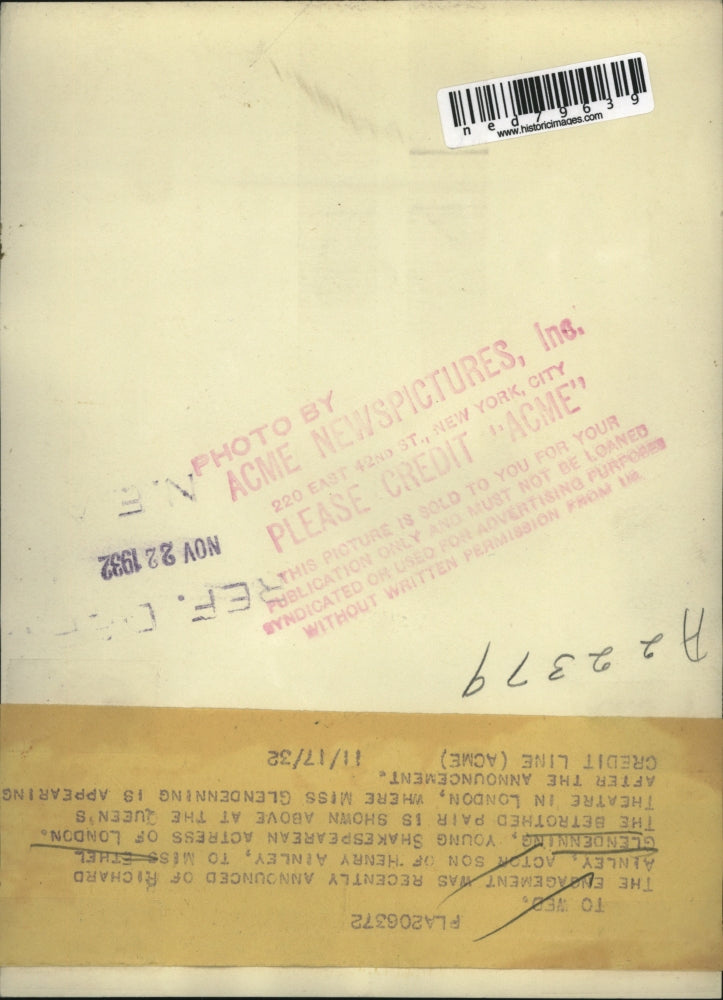 ned79639
www.historicimages.com
PHOTO BY
ACME NEWSPICTURES, Inc.
220 EAST 42ND ST., NEW YORK, CITY
PLEASE CREDIT "ACME"
THIS PICTURE IS SOLD TO YOU FOR YOUR
PUBLICATION ONLY AND MUST NOT BE LOANED
SYNDICATED OR USED FOR ADVERTISING PURPOSES
WITHOUT WRITTEN PERMISSION FROM US.
N E A
REF.
NOV 22 1932
A22379
PLA206372
TO WED.
THE ENGAGEMENT WAS RECENTLY ANNOUNCED OF RICHARD
AINLEY, ACTOR SON OF HENRY AINLEY, TO MISS ETHEL
GLENDENNING, YOUNG SHAKESPEAREAN ACTRESS OF LONDON.
THE BETROTHED PAIR IS SHOWN ABOVE AT THE QUEEN'S
THEATRE IN LONDON, WHERE MISS GLENDENNING IS APPEARING
AFTER THE ANNOUNCEMENT.
CREDIT LINE (ACME) 11/17/32